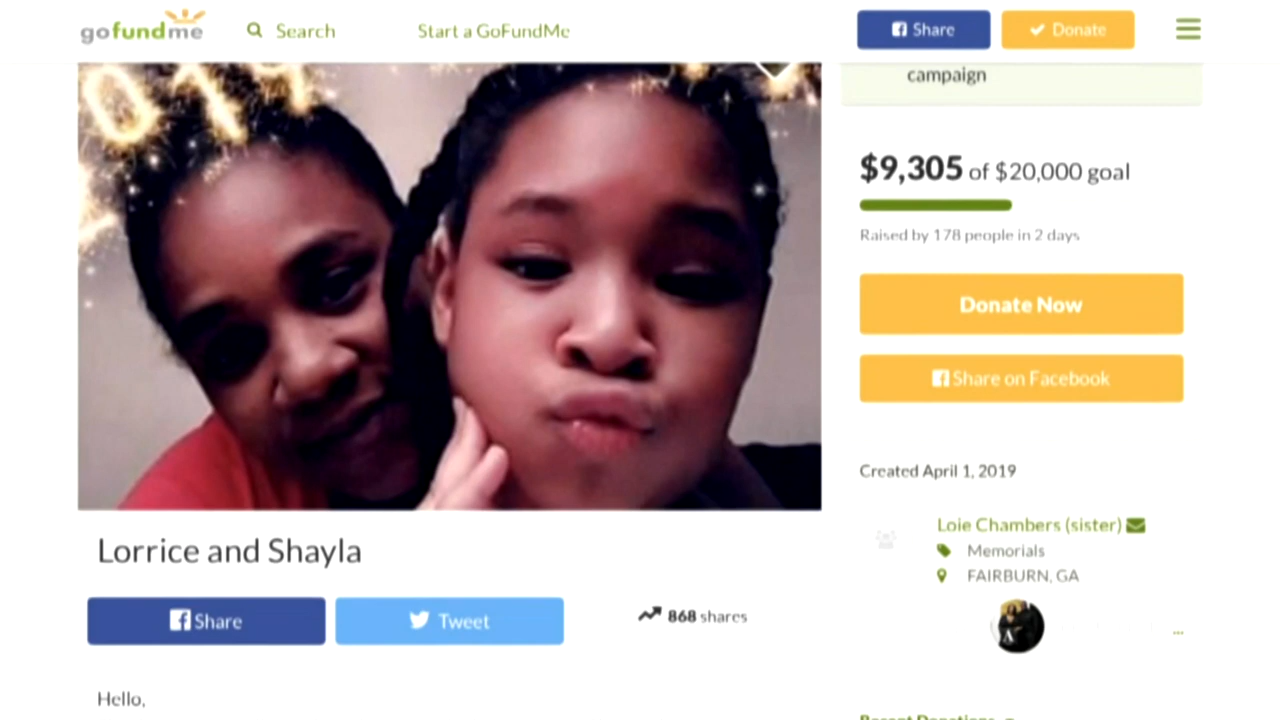 gofundme Search Start a GoFundMe Share Donate
campaign
$9,305 of $20,000 goal
Raised by 178 people in 2 days
Donate Now
Share on Facebook
Created April 1, 2019
Loie Chambers (sister)
Memorials
FAIRBURN, GA
...
Lorrice and Shayla
Share Tweet 868 shares
Hello,